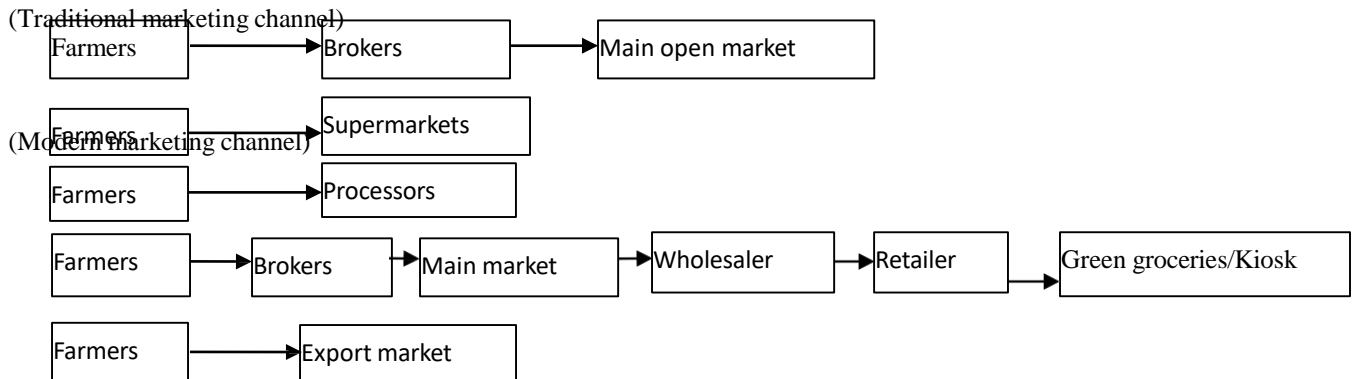 (Traditional marketing channel)
Farmers Brokers Main open market
Farmers Supermarkets
(Modern marketing channel)
Farmers Processors
Farmers Brokers Main market Wholesaler Retailer Green groceries/Kiosk
Farmers Export market